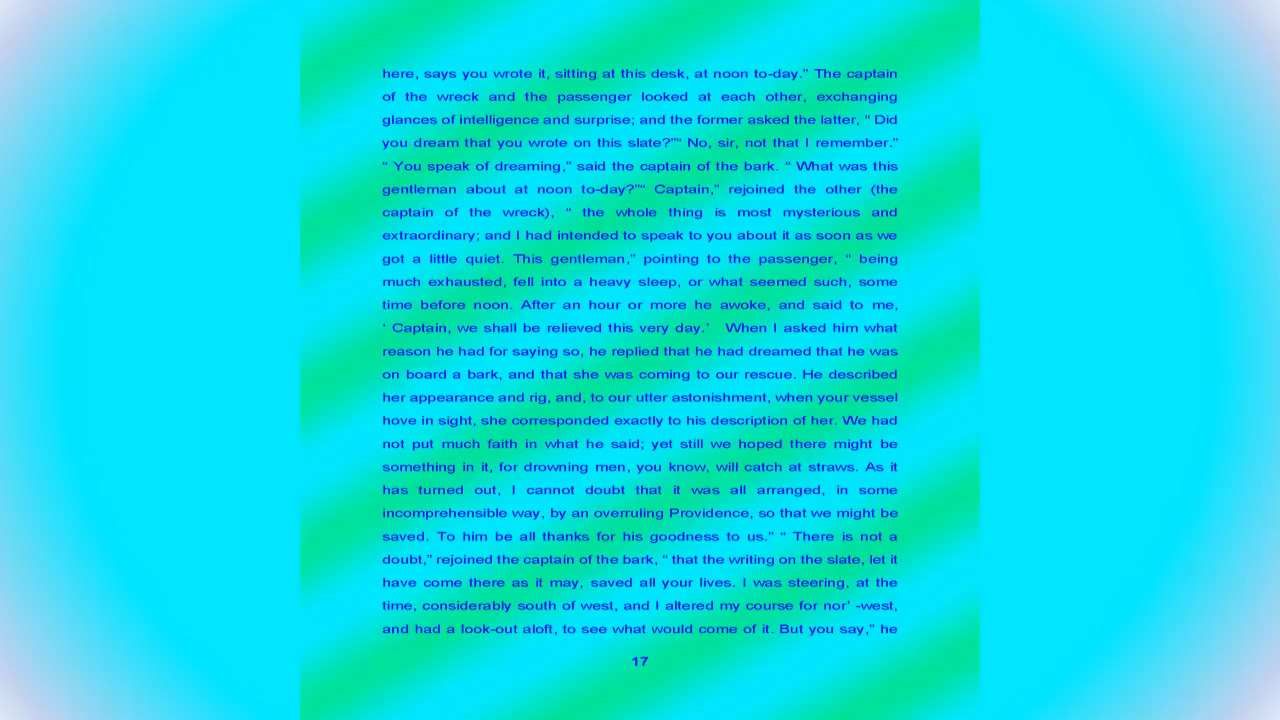 here, says you wrote it, sitting at this desk, at noon to-day.” The captain
of the wreck and the passenger looked at each other, exchanging
glances of intelligence and surprise; and the former asked the latter, “ Did
you dream that you wrote on this slate?”“ No, sir, not that I remember.”
“ You speak of dreaming,” said the captain of the bark. “ What was this
gentleman about at noon to-day?”“ Captain,” rejoined the other (the
captain of the wreck), “ the whole thing is most mysterious and
extraordinary; and I had intended to speak to you about it as soon as we
got a little quiet. This gentleman,” pointing to the passenger, “ being
much exhausted, fell into a heavy sleep, or what seemed such, some
time before noon. After an hour or more he awoke, and said to me,
‘ Captain, we shall be relieved this very day.’ When I asked him what
reason he had for saying so, he replied that he had dreamed that he was
on board a bark, and that she was coming to our rescue. He described
her appearance and rig, and, to our utter astonishment, when your vessel
hove in sight, she corresponded exactly to his description of her. We had
not put much faith in what he said; yet still we hoped there might be
something in it, for drowning men, you know, will catch at straws. As it
has turned out, I cannot doubt that it was all arranged, in some
incomprehensible way, by an overruling Providence, so that we might be
saved. To him be all thanks for his goodness to us.” “ There is not a
doubt,” rejoined the captain of the bark, “ that the writing on the slate, let it
have come there as it may, saved all your lives. I was steering, at the
time, considerably south of west, and I altered my course for nor’ -west,
and had a look-out aloft, to see what would come of it. But you say,” he
17